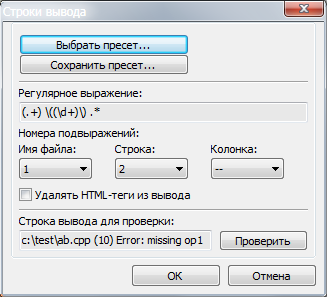 Строки вывода
Выбрать пресет...
Сохранить пресет...
Регулярное выражение:
(.+) \((\d+)\) .*
Номера подвыражений:
Имя файла: Строка: Колонка:
1 2 --
Удалять HTML-теги из вывода
Строка вывода для проверки:
c:\test\ab.cpp (10) Error: missing op1 Проверить
ОК Отмена